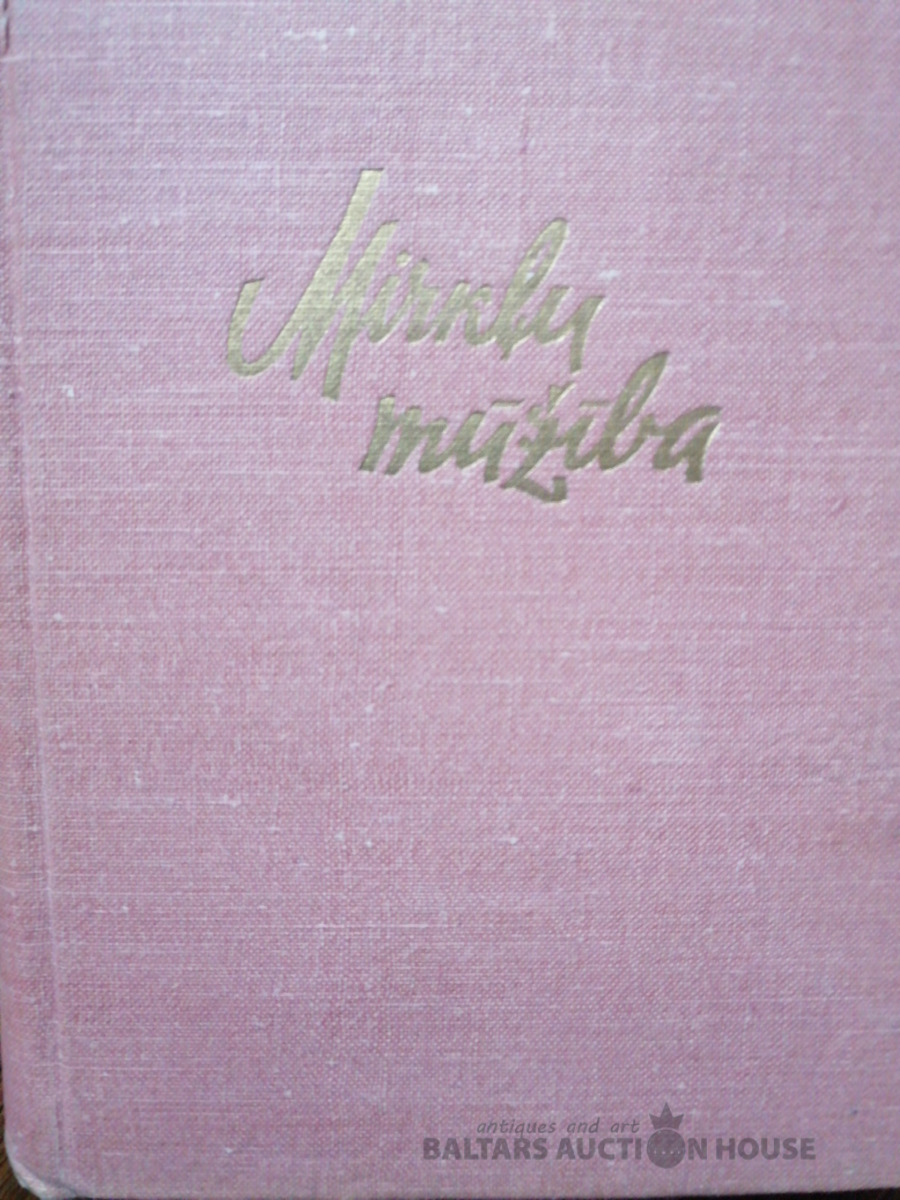 Mirkļu
mūžība
antiques and art
BALTARS AUCTION HOUSE